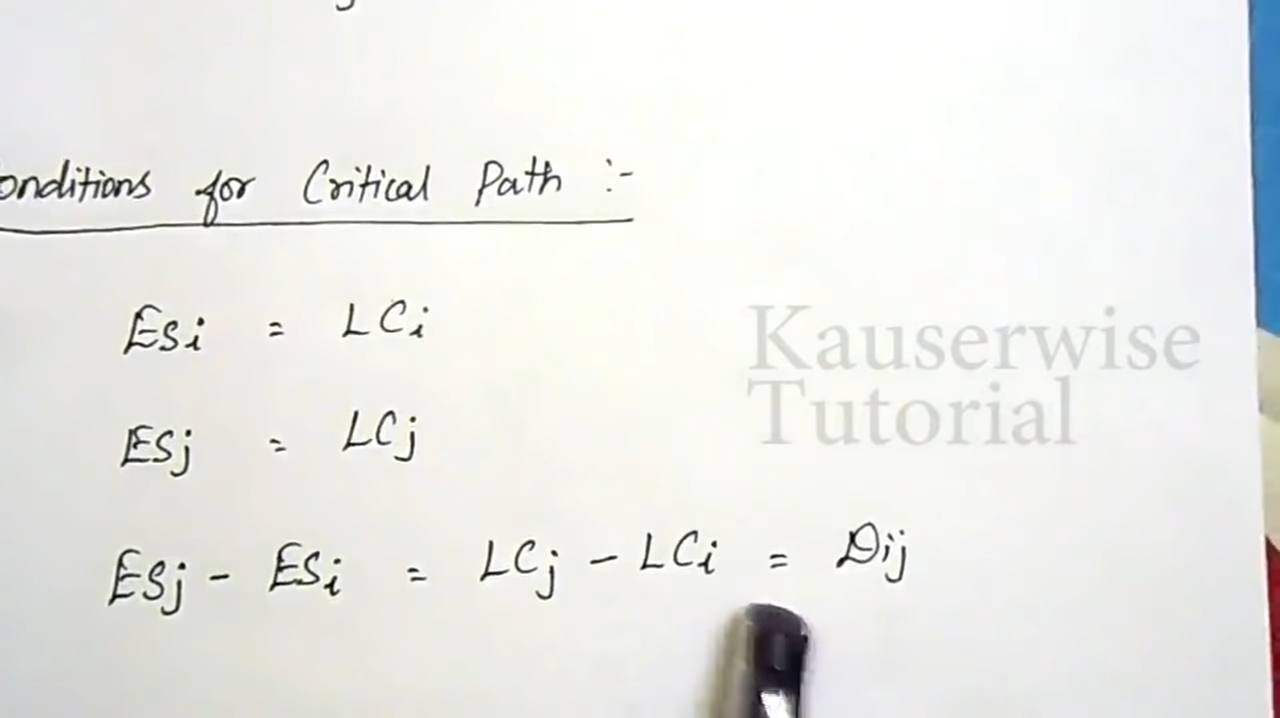 onditions for Critical Path :-
ESi = LCi
Kauserwise
Tutorial
ESj = LCj
ESj - ESi = LCj - LCi = Dij